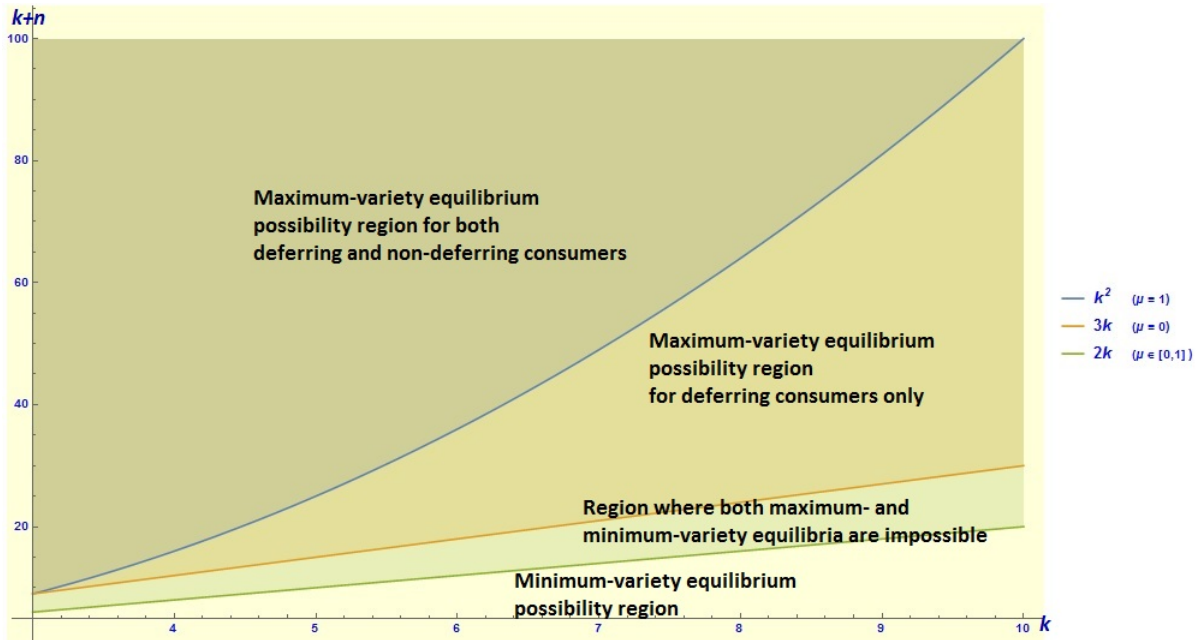 k+n
100
80
60
40
20
Maximum-variety equilibrium
possibility region for both
deferring and non-deferring consumers
Maximum-variety equilibrium
possibility region
for deferring consumers only
Region where both maximum- and
minimum-variety equilibria are impossible
Minimum-variety equilibrium
possibility region
4 5 6 7 8 9 10 k
k² (μ = 1)
3k (μ = 0)
2k (μ ∈ [0,1] )